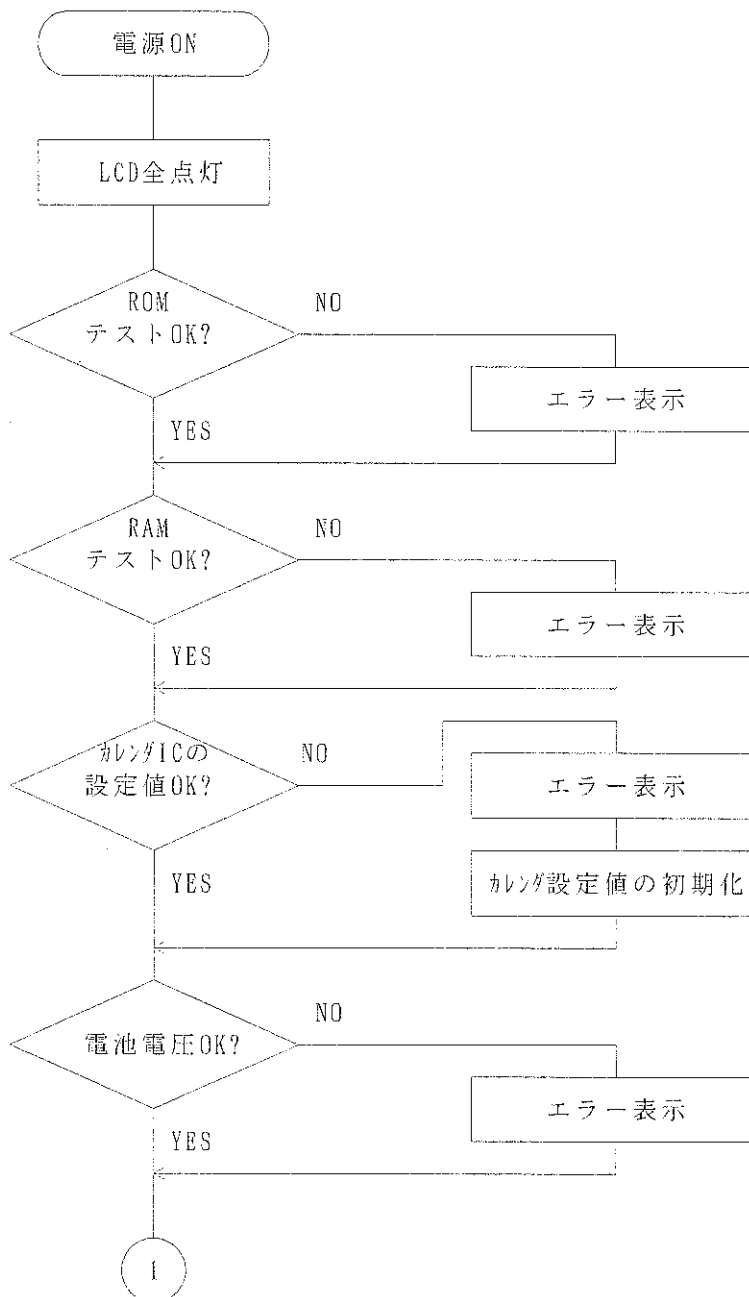 電源ON
LCD全点灯
ROM
テストOK?
NO
エラー表示
YES
RAM
テストOK?
NO
エラー表示
YES
ｶﾚﾝﾀﾞICの
設定値OK?
NO
エラー表示
YES
ｶﾚﾝﾀﾞ設定値の初期化
電池電圧OK?
NO
エラー表示
YES
1